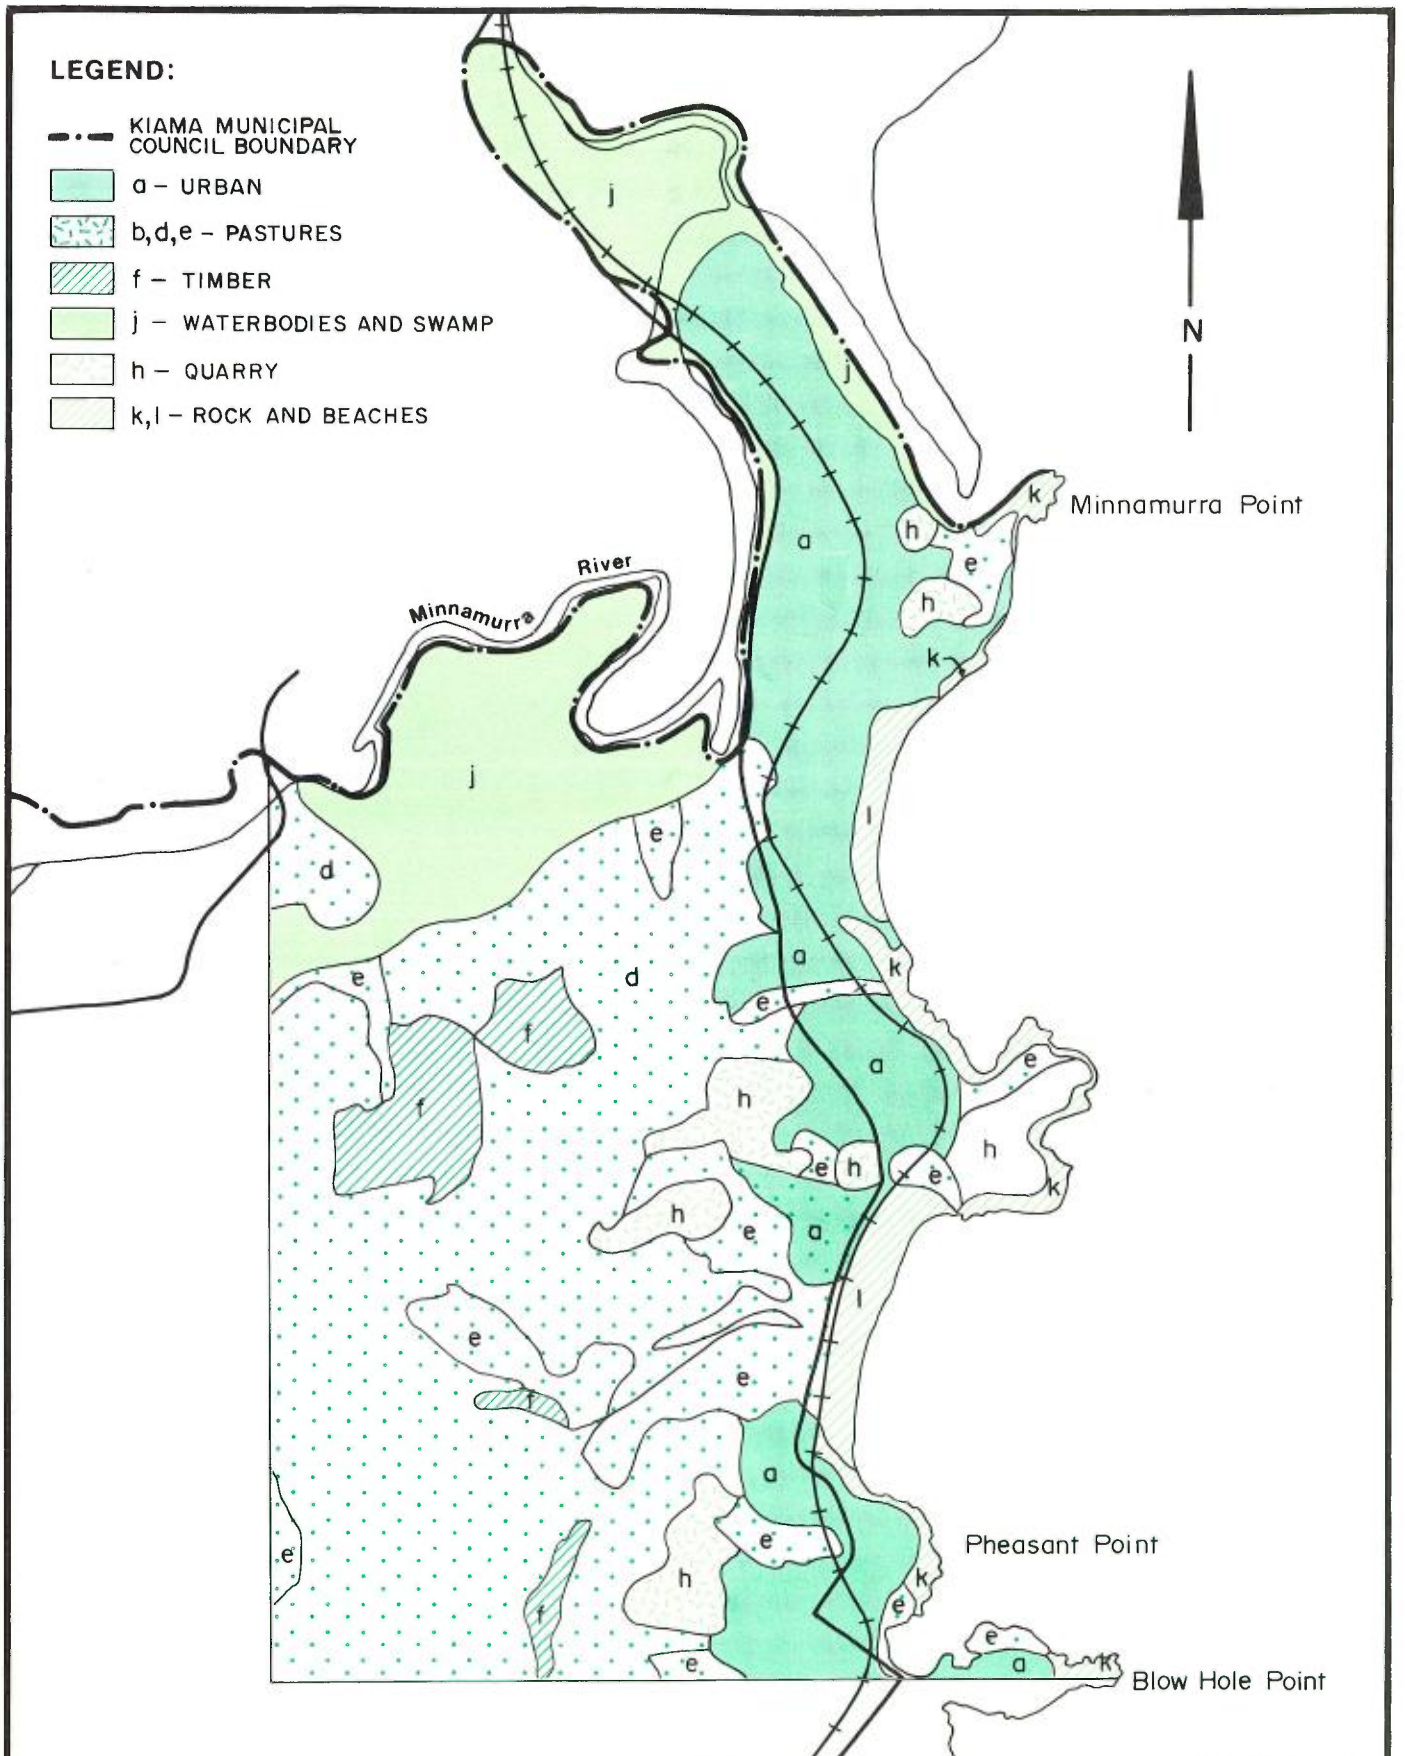 LEGEND:
KIAMA MUNICIPAL
COUNCIL BOUNDARY
a – URBAN
b,d,e – PASTURES
f – TIMBER
j – WATERBODIES AND SWAMP
h – QUARRY
k,l – ROCK AND BEACHES
N
j
j
k
Minnamurra Point
h
a
e
River
h
Minnamurra
k
j
l
e
d
a
k
e
d
e
f
e
a
h
f
h
e
h
e
k
h
e
a
l
e
e
f
a
e
Pheasant Point
e
h
k
e
f
e
e
a
k
Blow Hole Point